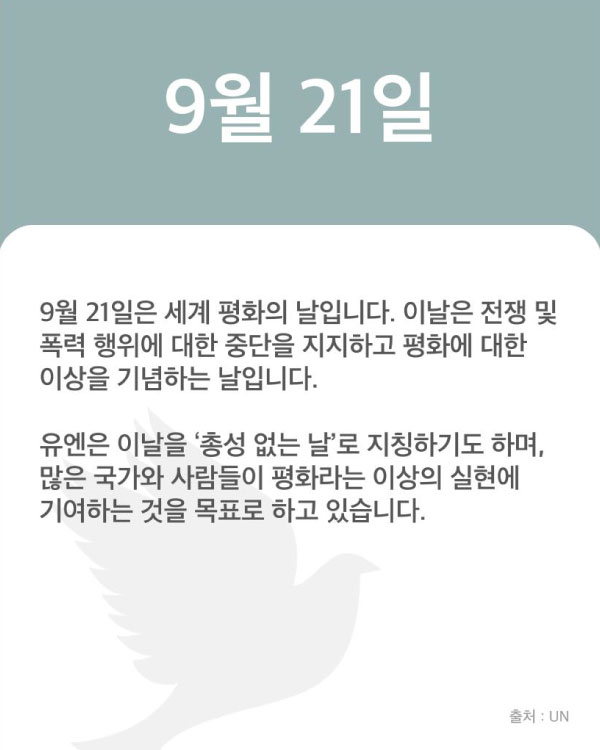 9월 21일
9월 21일은 세계 평화의 날입니다. 이날은 전쟁 및
폭력 행위에 대한 중단을 지지하고 평화에 대한
이상을 기념하는 날입니다.
유엔은 이날을 ‘총성 없는 날’로 지칭하기도 하며,
많은 국가와 사람들이 평화라는 이상의 실현에
기여하는 것을 목표로 하고 있습니다.
출처 : UN